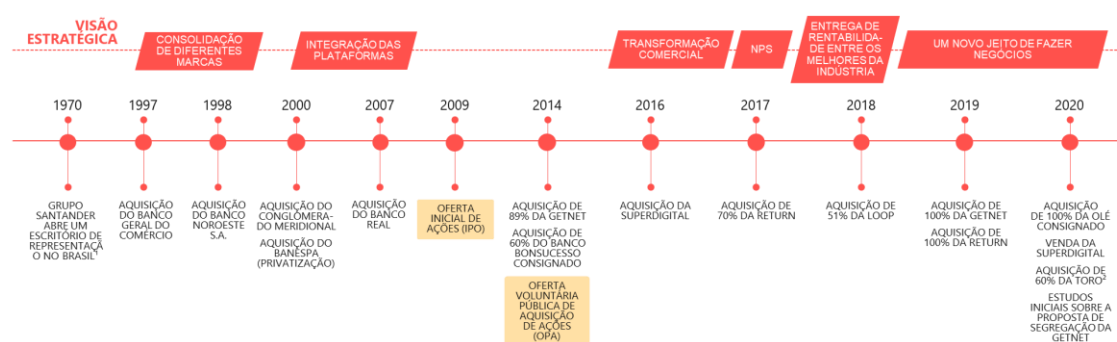 VISÃO
ESTRATÉGICA
CONSOLIDAÇÃO
DE DIFERENTES
MARCAS
INTEGRAÇÃO DAS
PLATAFORMAS
TRANSFORMAÇÃO
COMERCIAL
NPS
ENTREGA DE
RENTABILIDA-
DE ENTRE OS
MELHORES DA
INDÚSTRIA
UM NOVO JEITO DE FAZER
NEGÓCIOS
1970
1997
1998
2000
2007
2009
2014
2016
2017
2018
2019
2020
GRUPO
SANTANDER
ABRE UM
ESCRITÓRIO DE
REPRESENTAÇÃ
O NO BRASIL¹
AQUISIÇÃO
DO BANCO
GERAL DO
COMÉRCIO
AQUISIÇÃO
DO BANCO
NOROESTE
S.A.
AQUISIÇÃO DO
CONGLOMERA-
DO MERIDIONAL
AQUISIÇÃO DO
BANESPA
(PRIVATIZAÇÃO)
AQUISIÇÃO
DO BANCO
REAL
OFERTA
INICIAL DE
AÇÕES (IPO)
AQUISIÇÃO DE
89% DA GETNET
AQUISIÇÃO DE
60% DO BANCO
BONSUCESSO
CONSIGNADO
OFERTA
VOLUNTÁRIA
PÚBLICA DE
AQUISIÇÃO
DE AÇÕES
(OPA)
AQUISIÇÃO DA
SUPERDIGITAL
AQUISIÇÃO DE
70% DA RETURN
AQUISIÇÃO DE
51% DA LOOP
AQUISIÇÃO DE
100% DA GETNET
AQUISIÇÃO DE
100% DA RETURN
AQUISIÇÃO
DE 100% DA OLÉ
CONSIGNADO
VENDA DA
SUPERDIGITAL
AQUISIÇÃO DE
60% DA TORO²
ESTUDOS
INICIAIS SOBRE A
PROPOSTA DE
SEGREGAÇÃO DA
GETNET